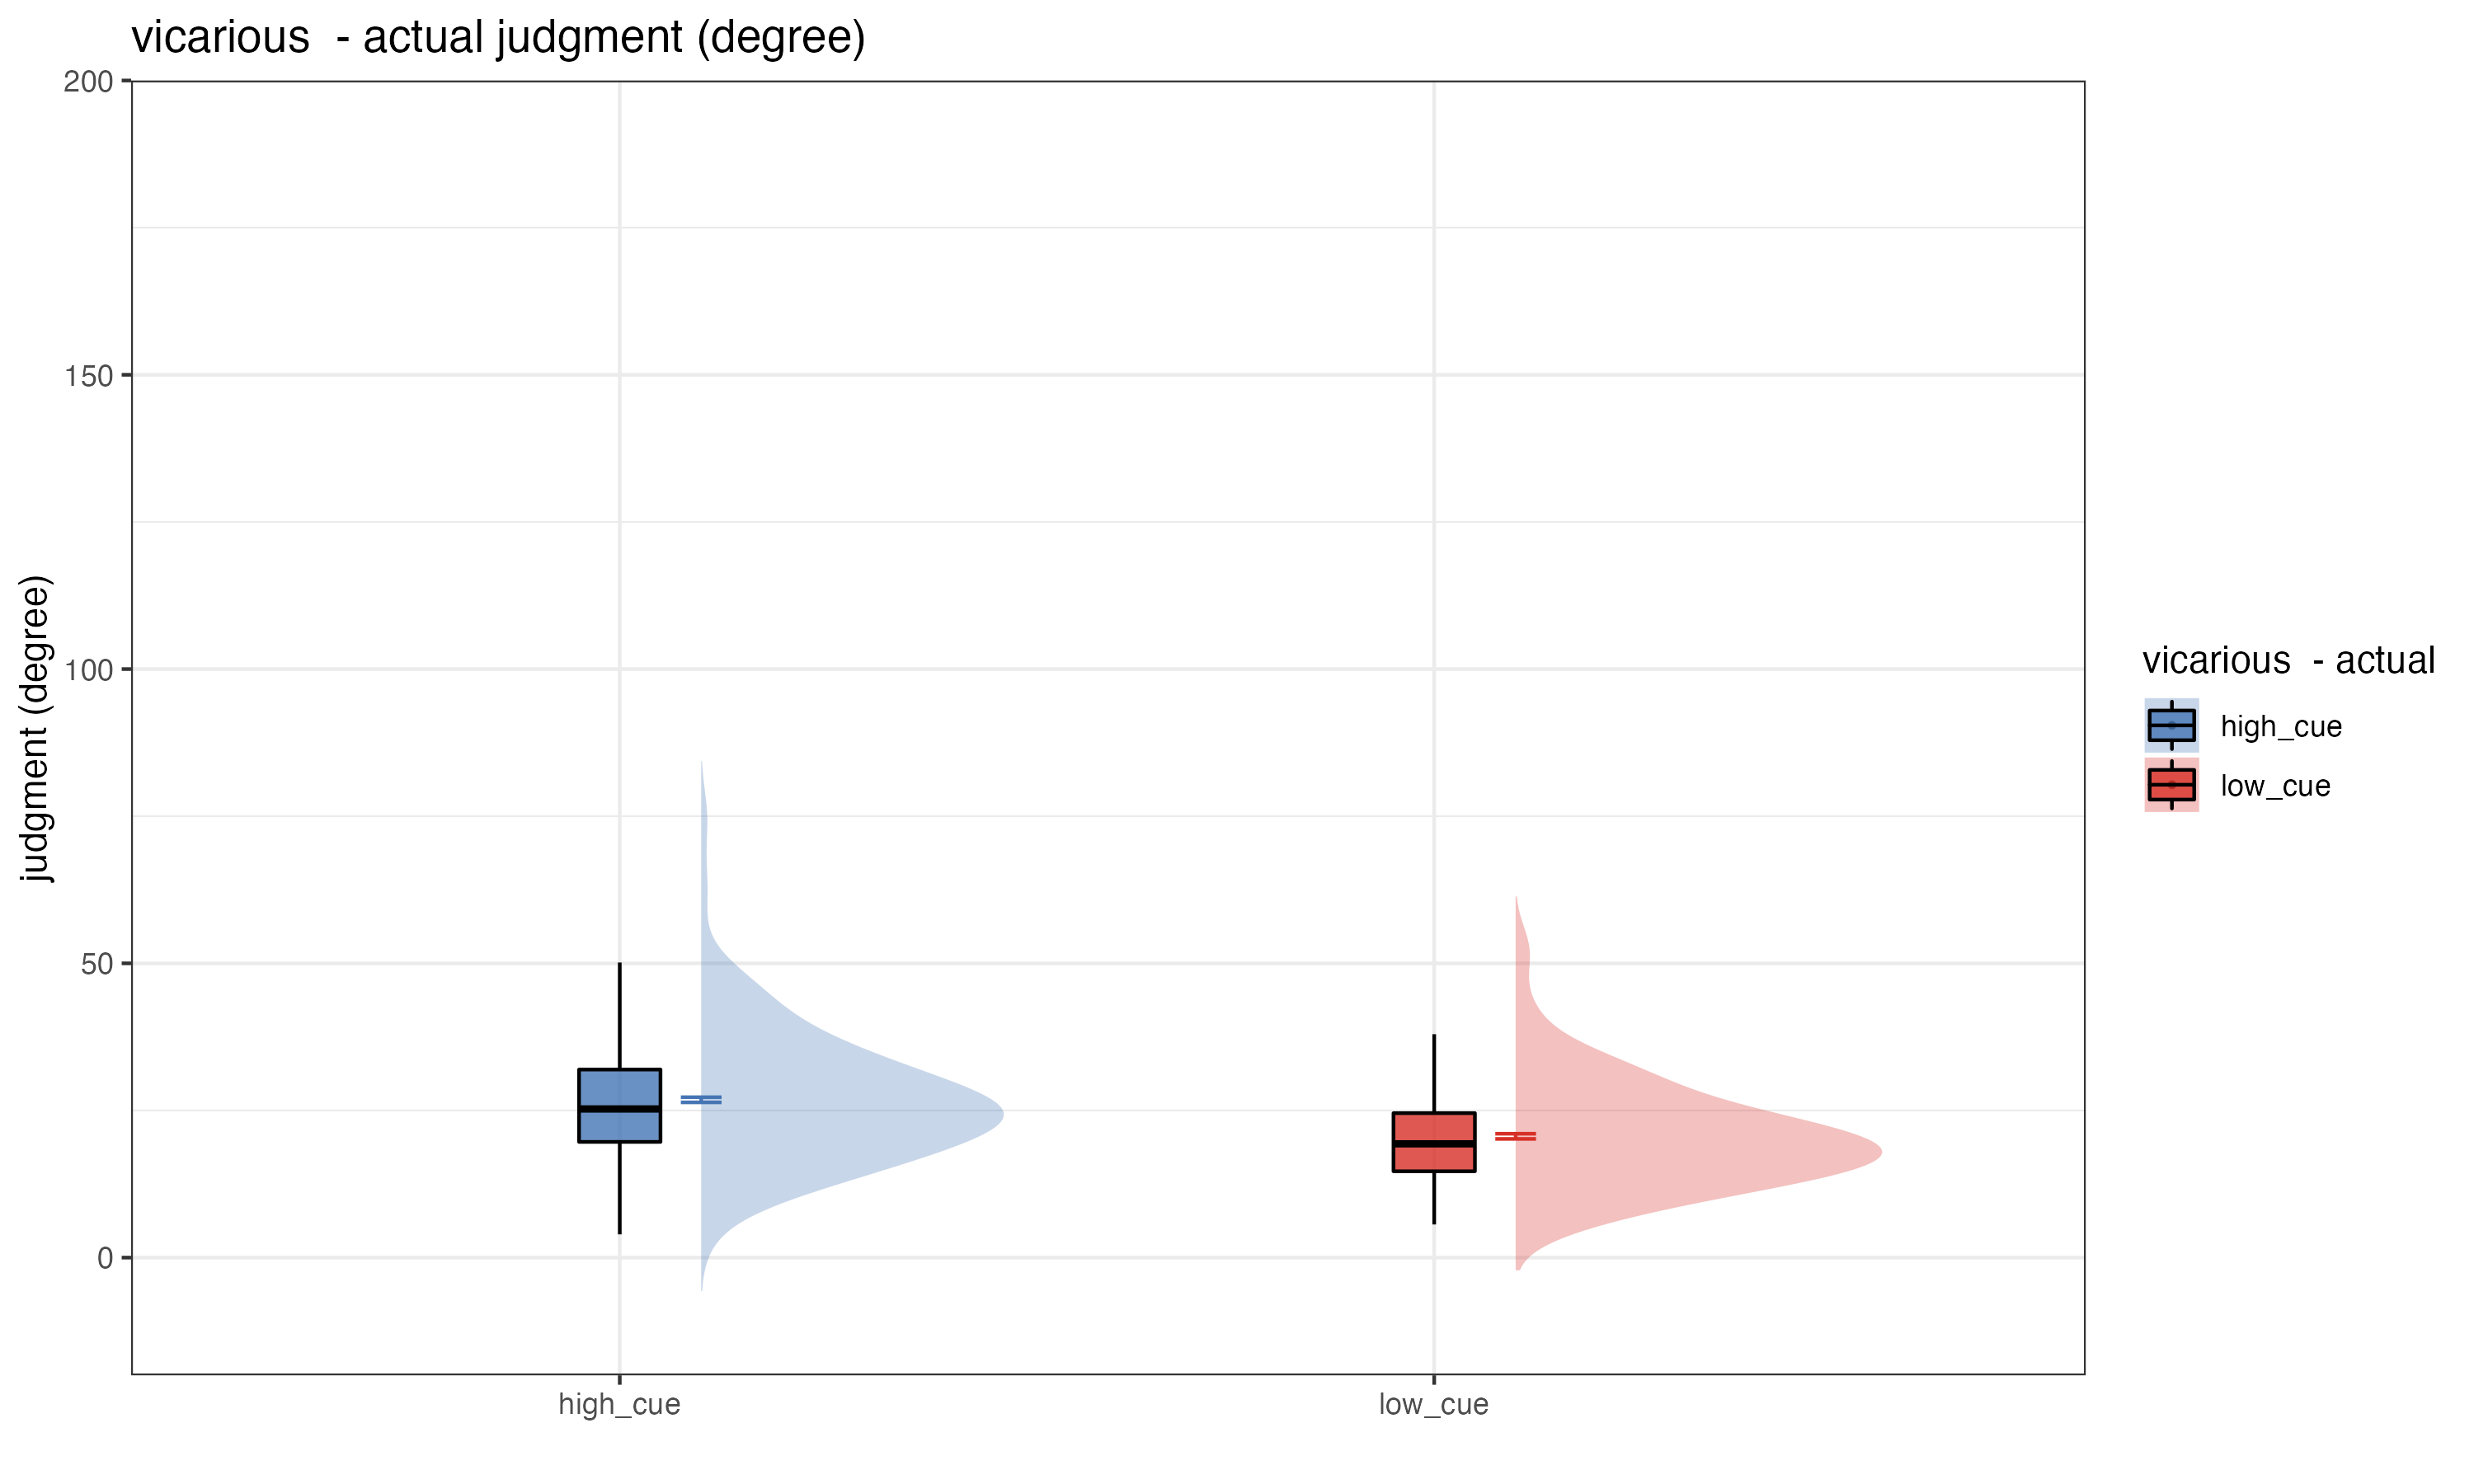 vicarious  - actual judgment (degree)
judgment (degree)
200
150
100
50
0
high_cue
low_cue
vicarious  - actual
high_cue
low_cue